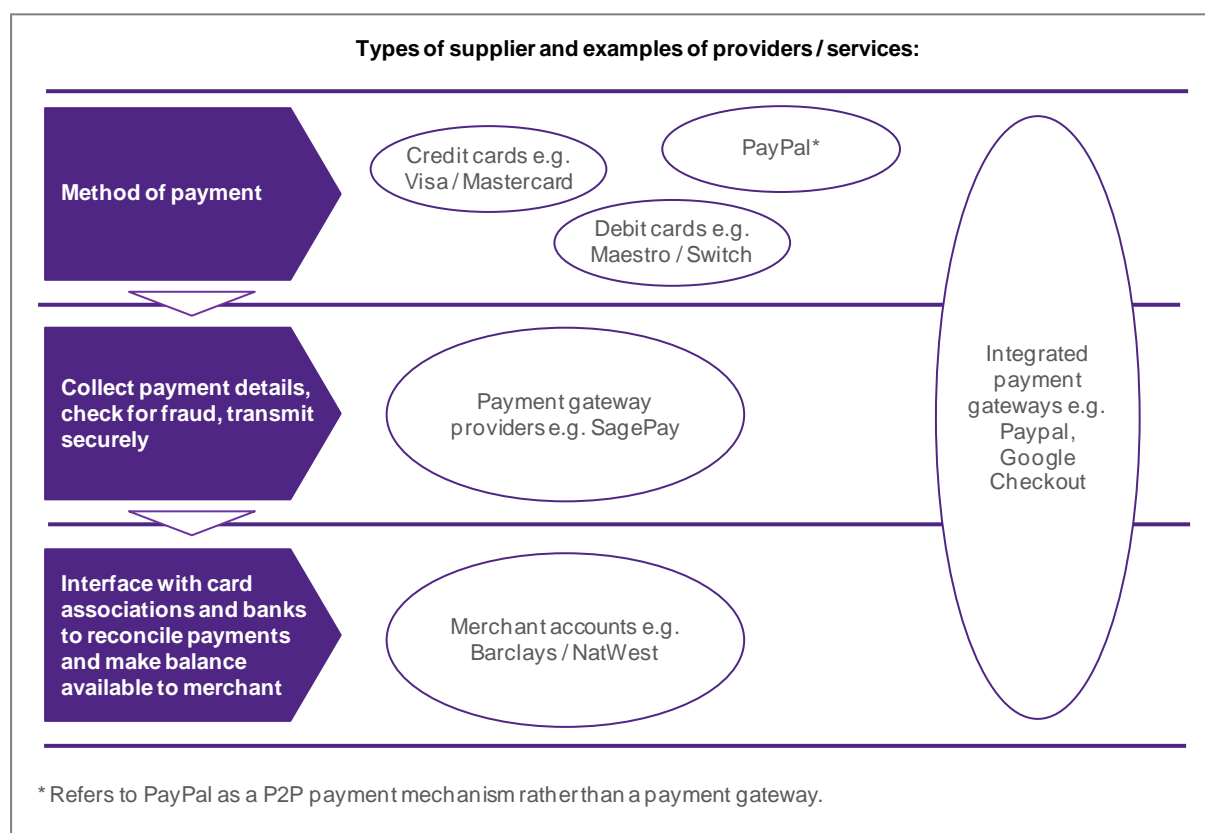 Types of supplier and examples of providers / services:
Method of payment
Credit cards e.g.
Visa / Mastercard
PayPal*
Debit cards e.g.
Maestro / Switch
Collect payment details,
check for fraud, transmit
securely
Payment gateway
providers e.g. SagePay
Integrated
payment
gateways e.g.
Paypal,
Google
Checkout
Interface with card
associations and banks
to reconcile payments
and make balance
available to merchant
Merchant accounts e.g.
Barclays / NatWest
* Refers to PayPal as a P2P payment mechanism rather than a payment gateway.